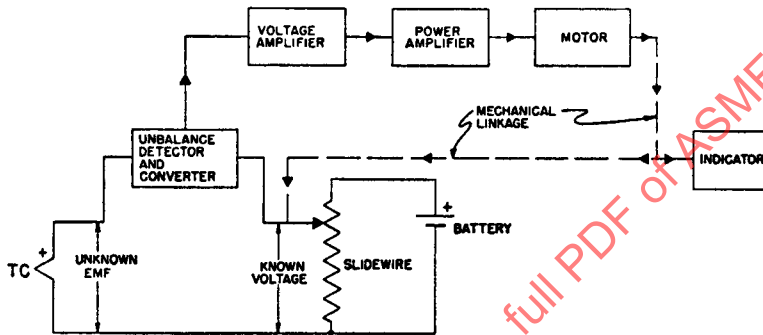 VOLTAGE
AMPLIFIER
POWER
AMPLIFIER
MOTOR
MECHANICAL
LINKAGE
UNBALANCE
DETECTOR
AND
CONVERTER
INDICATOR
+
BATTERY
+
TC
UNKNOWN
EMF
KNOWN
VOLTAGE
SLIDEWIRE
full PDF of ASME